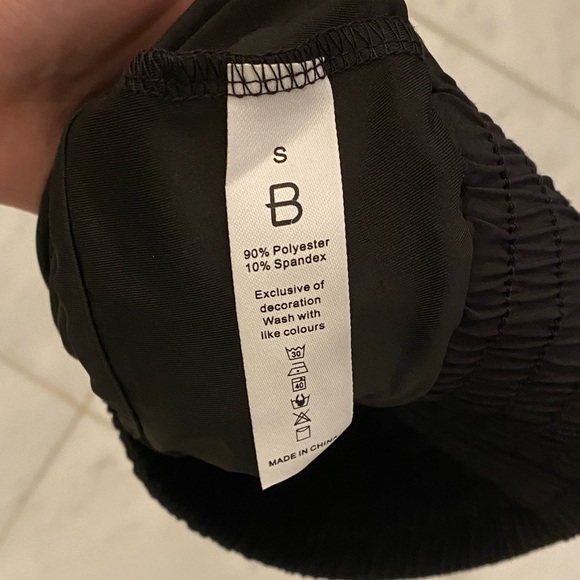 S
B
90% Polyester
10% Spandex
Exclusive of
decoration
Wash with
like colours
30
40
MADE IN CHINA